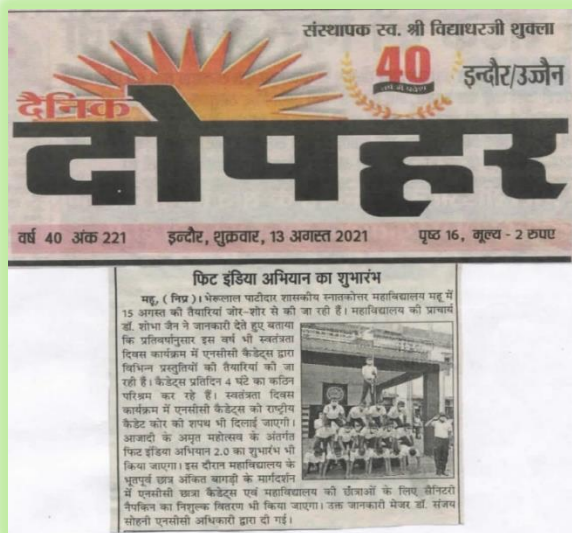 संस्थापक स्व. श्री विद्याधरजी शुक्ला
40
वर्ष में प्रवेश
इन्दौर/उज्जैन
दैनिक
दोपहर
वर्ष 40 अंक 221 इन्दौर, शुक्रवार, 13 अगस्त 2021 पृष्ठ 16, मूल्य - 2 रुपए
फिट इंडिया अभियान का शुभारंभ
महू, ( निप्र )। भेरूलाल पाटीदार शासकीय स्नातकोत्तर महाविद्यालय महू में
15 अगस्त की तैयारियां जोर-शोर से की जा रही हैं। महाविद्यालय की प्राचार्य
डॉ. शोभा जैन ने जानकारी देते हुए बताया
कि प्रतिवर्षानुसार इस वर्ष भी स्वतंत्रता
दिवस कार्यक्रम में एनसीसी कैडेट्स द्वारा
विभिन्न प्रस्तुतियों की तैयारियां की जा
रही हैं। कैडेट्स प्रतिदिन 4 घंटे का कठिन
परिश्रम कर रहे हैं। स्वतंत्रता दिवस
कार्यक्रम में एनसीसी कैडेट्स को राष्ट्रीय
कैडेट कोर को शपथ भी दिलाई जाएगी।
आजादी के अमृत महोत्सव के अंतर्गत
फिट इंडिया अभियान 2.0 का शुभारंभ भी
किया जाएगा। इस दौरान महाविद्यालय के
भूतपूर्व छात्र अंकित बागड़ी के मार्गदर्शन
में एनसीसी छात्रा कैडेट्स एवं महाविद्यालय की छात्राओं के लिए सैनिटरी
नैपकिन का निशुल्क वितरण भी किया जाएगा। उक्त जानकारी मेजर डॉ. संजय
सोहनी एनसीसी अधिकारी द्वारा दी गई।